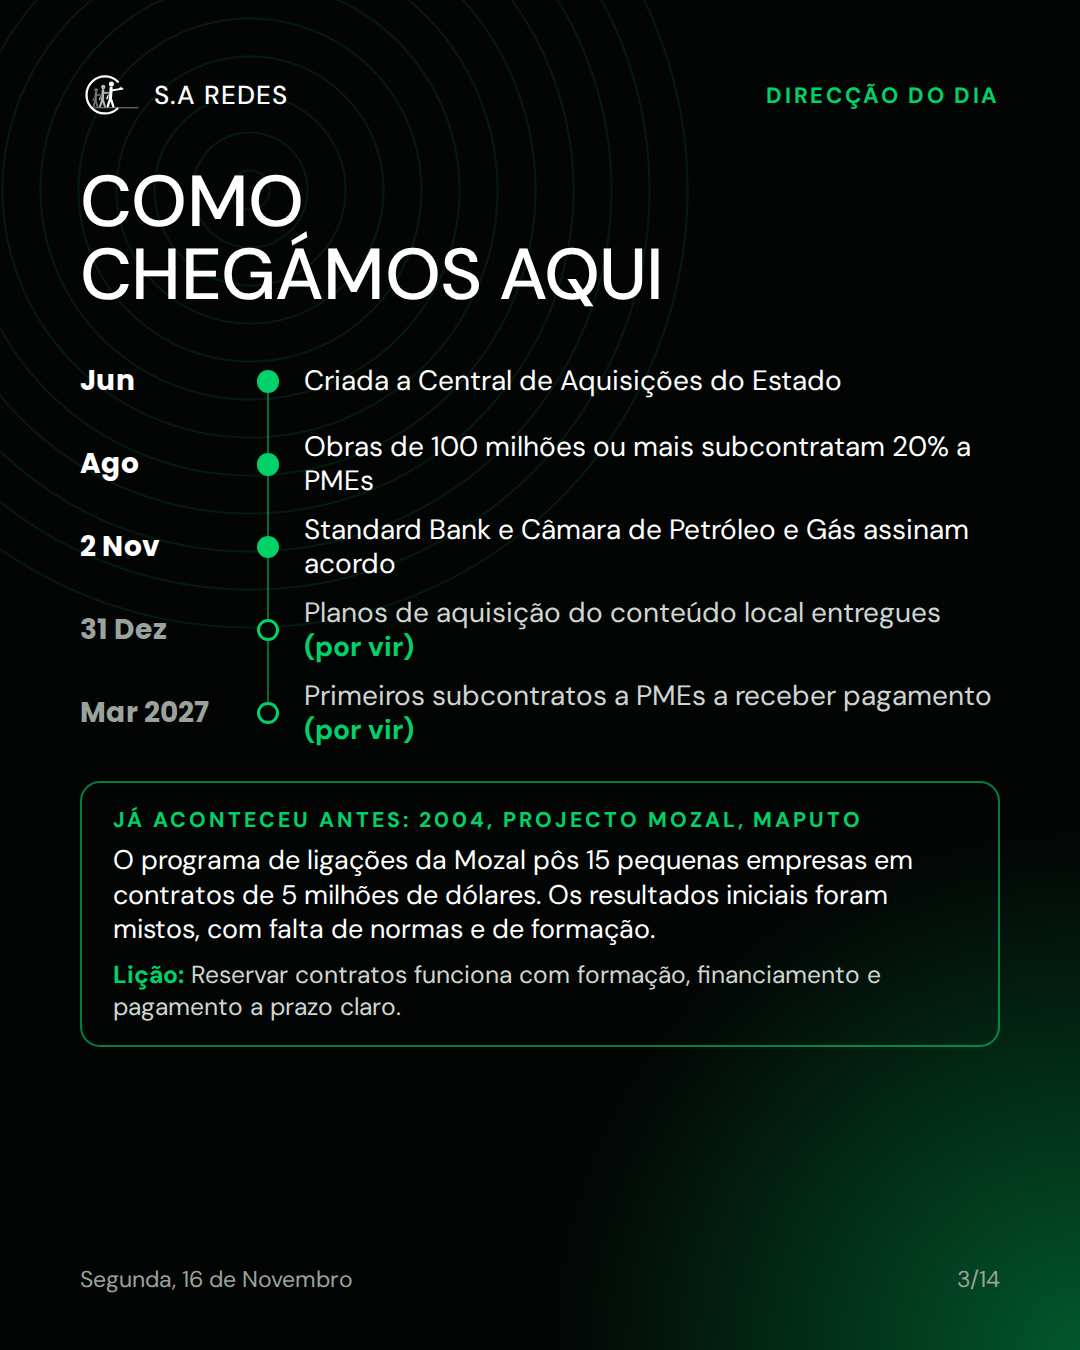 S.A REDES
DIRECÇÃO DO DIA
COMO
CHEGÁMOS AQUI
Jun
Criada a Central de Aquisições do Estado
Ago
Obras de 100 milhões ou mais subcontratam 20% a
PMEs
2 Nov
Standard Bank e Câmara de Petróleo e Gás assinam
acordo
31 Dez
Planos de aquisição do conteúdo local entregues
(por vir)
Mar 2027
Primeiros subcontratos a PMEs a receber pagamento
(por vir)
JÁ ACONTECEU ANTES: 2004, PROJECTO MOZAL, MAPUTO
O programa de ligações da Mozal pôs 15 pequenas empresas em
contratos de 5 milhões de dólares. Os resultados iniciais foram
mistos, com falta de normas e de formação.
Lição: Reservar contratos funciona com formação, financiamento e
pagamento a prazo claro.
Segunda, 16 de Novembro
3/14